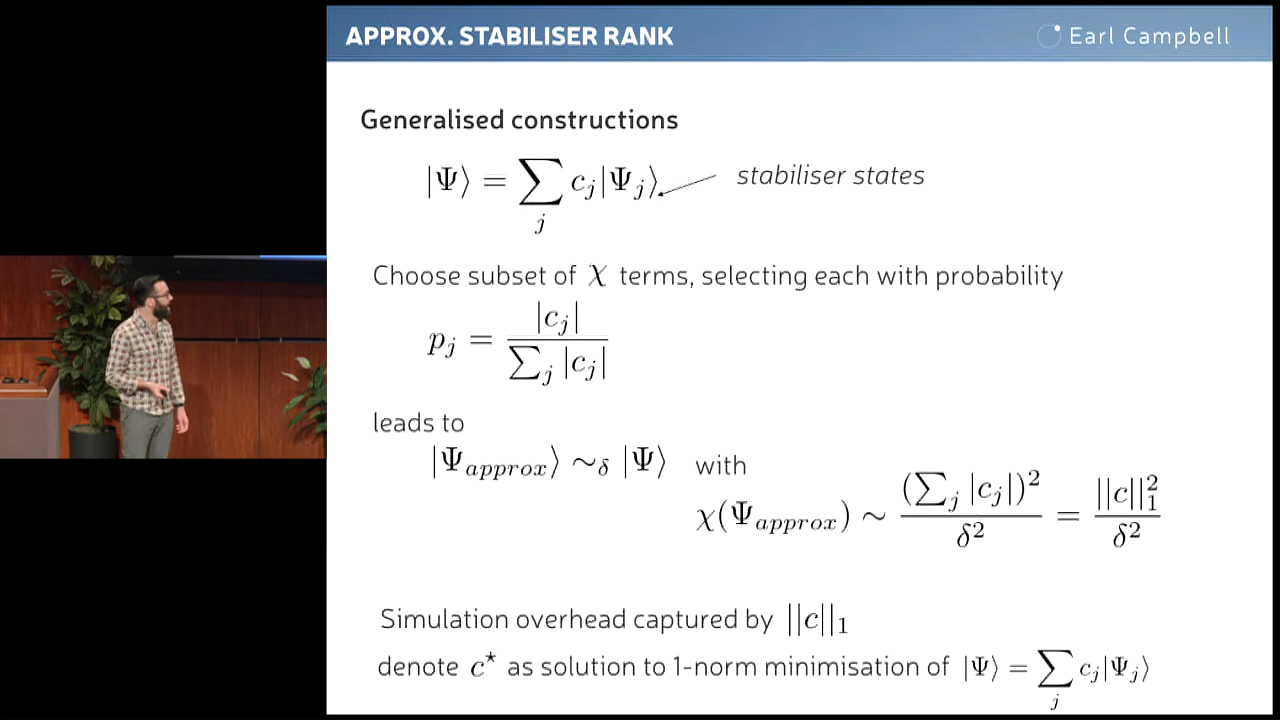 APPROX. STABILISER RANK
Earl Campbell
Generalised constructions
|Ψ⟩ = ∑_j c_j|Ψ_j⟩
stabiliser states
Choose subset of χ terms, selecting each with probability
p_j = |c_j| / ∑_j |c_j|
leads to
|Ψ_approx⟩ ∼_δ |Ψ⟩ with
χ(Ψ_approx) ∼ (∑_j |c_j|)² / δ² = ||c||₁² / δ²
Simulation overhead captured by ||c||₁
denote c* as solution to 1-norm minimisation of |Ψ⟩ = ∑_j c_j|Ψ_j⟩